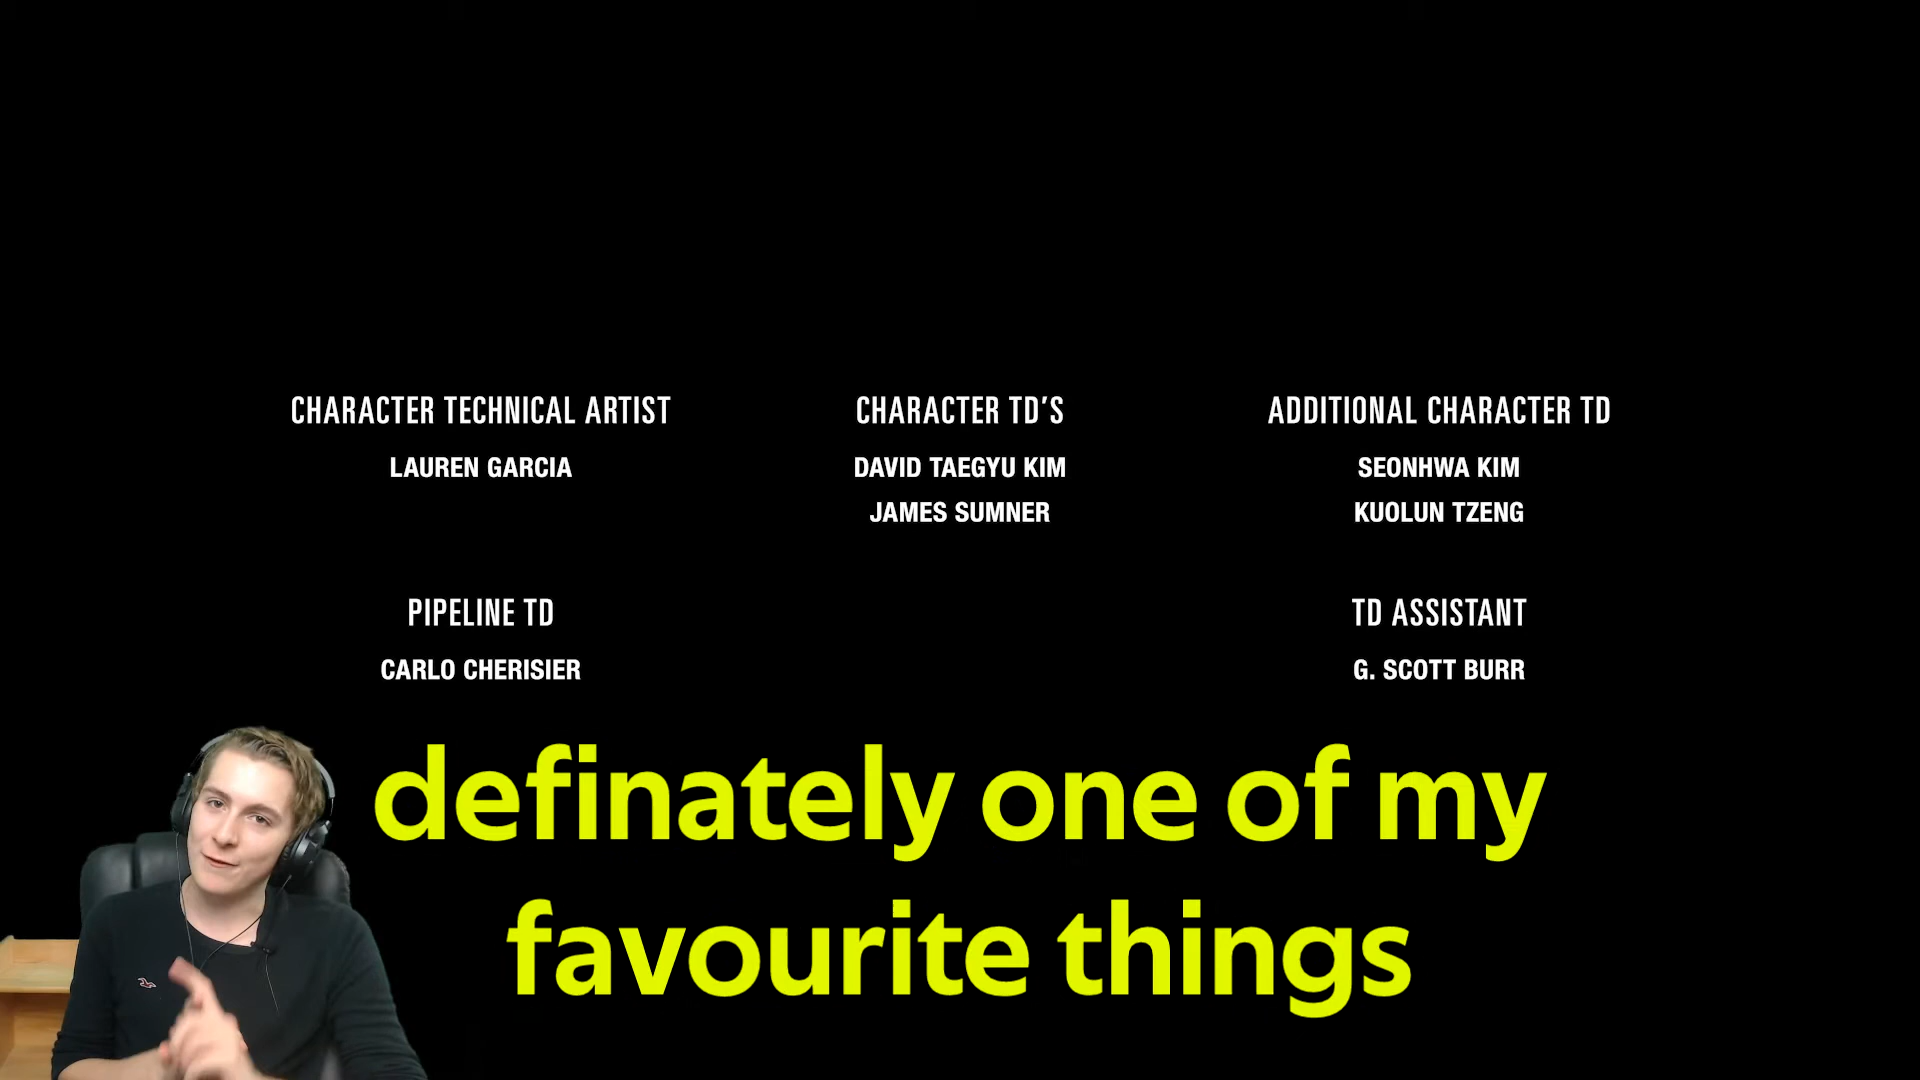 CHARACTER TECHNICAL ARTIST
LAUREN GARCIA
CHARACTER TD'S
DAVID TAEGYU KIM
JAMES SUMNER
ADDITIONAL CHARACTER TD
SEONHWA KIM
KUOLUN TZENG
PIPELINE TD
CARLO CHERISIER
TD ASSISTANT
G. SCOTT BURR
definately one of my
favourite things